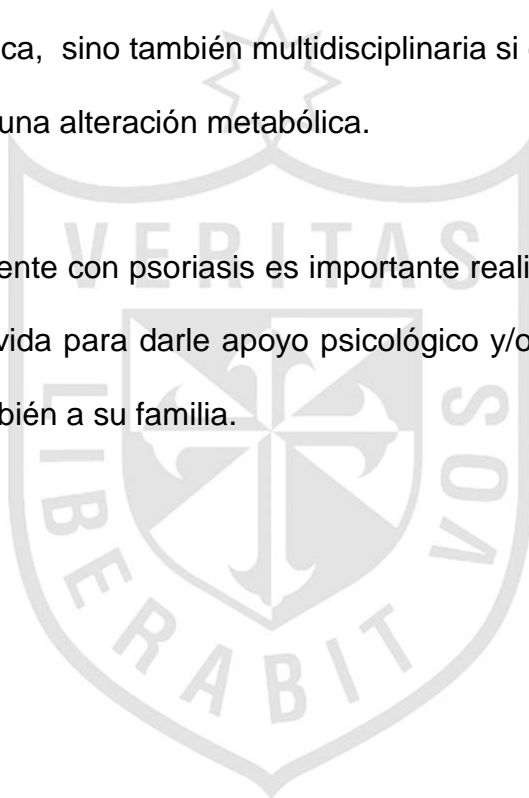 ca, sino también multidisciplinaria si
una alteración metabólica.
ente con psoriasis es importante reali
vida para darle apoyo psicológico y/o
bién a su familia.
VERITAS
LIBERABIT
VOS